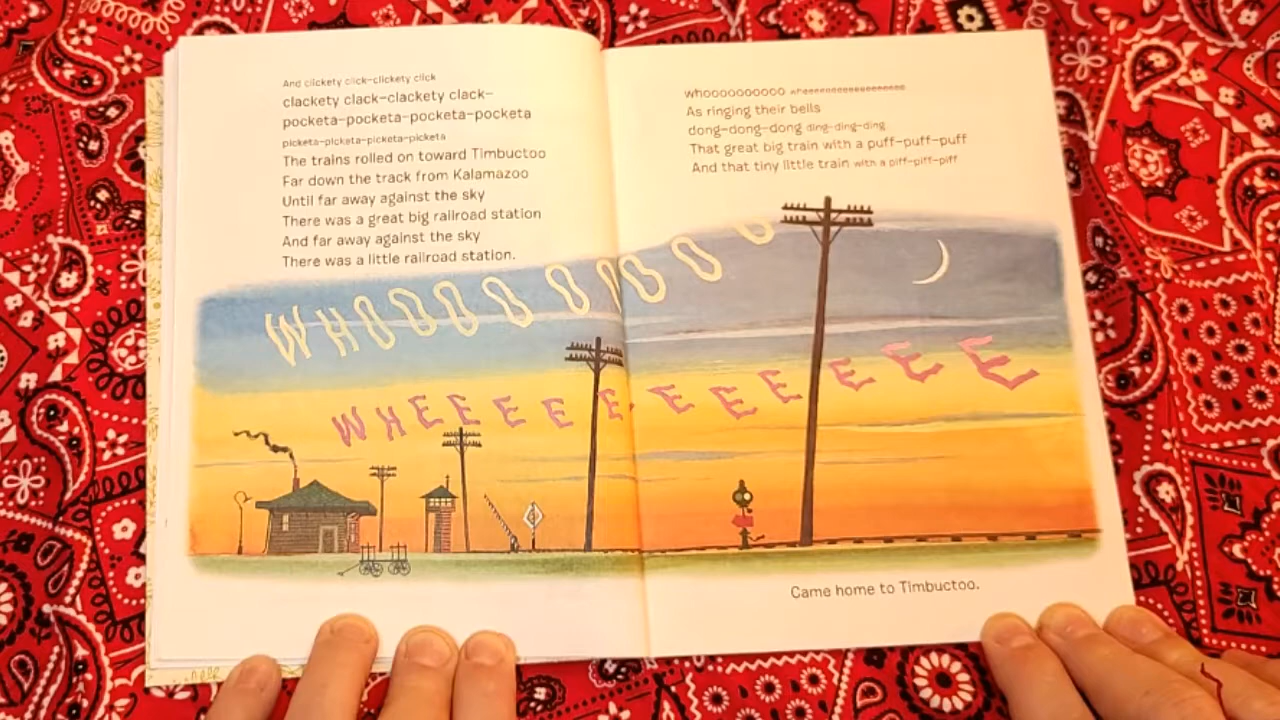 And clickety click–clickety click
clackety clack–clackety clack–
pocketa–pocketa–pocketa–pocketa
picketa–picketa–picketa–picketa
The trains rolled on toward Timbuctoo
Far down the track from Kalamazoo
Until far away against the sky
There was a great big railroad station
And far away against the sky
There was a little railroad station.
whoooooooooo wheeeeeeeeeeeeeeeeeee
As ringing their bells
dong–dong–dong ding–ding–ding
That great big train with a puff–puff–puff
And that tiny little train with a piff–piff–piff
WHOOOOOOOOO
WHEEEEEEEEEEE
Came home to Timbuctoo.